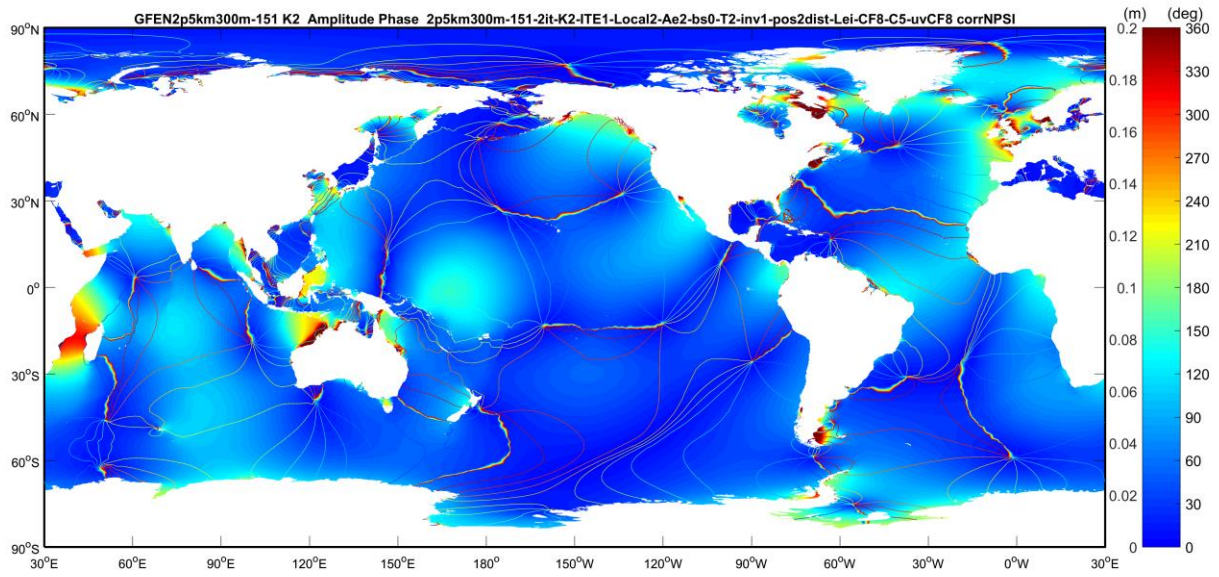 GFEN2p5km300m-151 K2 Amplitude Phase 2p5km300m-151-2it-K2-ITE1-Local2-Ae2-bs0-T2-inv1-pos2dist-Lei-CF8-C5-uvCF8 corrNPSI
(m) (deg)
90°N
60°N
30°N
0°
30°S
60°S
90°S
30°E 60°E 90°E 120°E 150°E 180°W 150°W 120°W 90°W 60°W 30°W 0°W 30°E
0.2
0.18
0.16
0.14
0.12
0.1
0.08
0.06
0.04
0.02
0
360
330
300
270
240
210
180
150
120
90
60
30
0